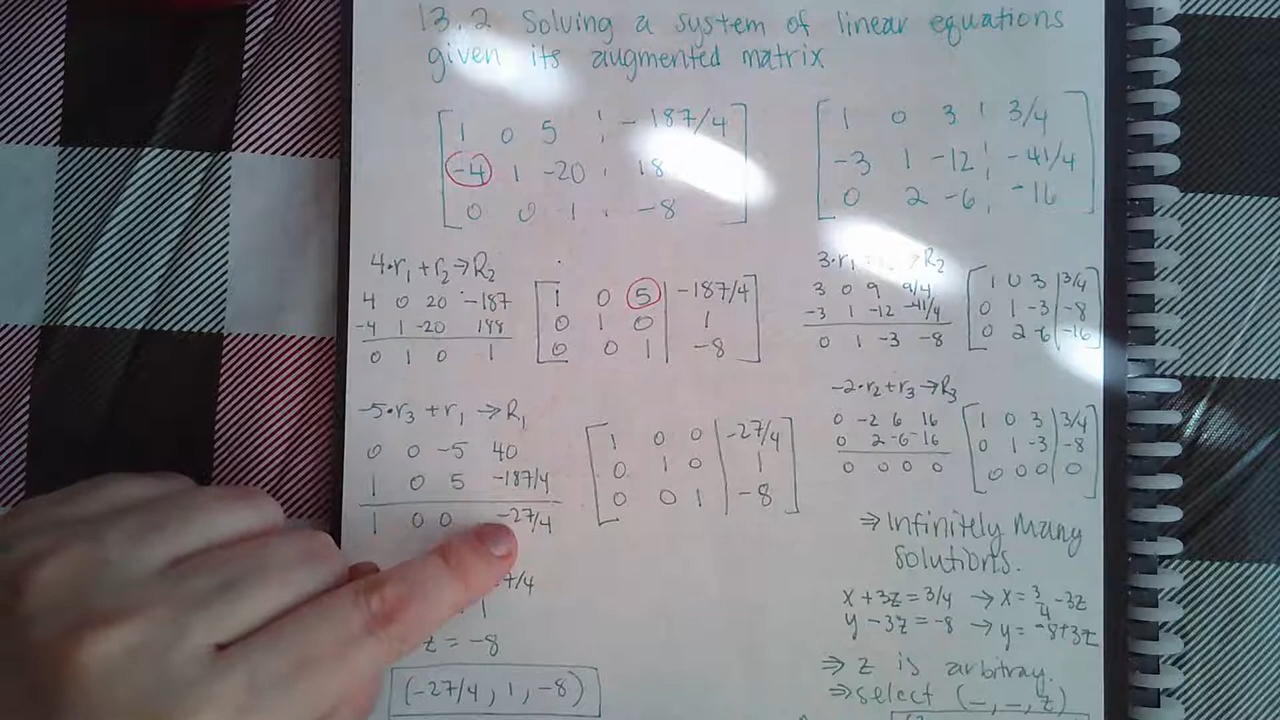 13.2 Solving a system of linear equations
given its augmented matrix
1 0 5 ¦ -187/4
-4 1 -20 ¦ 18
0 0 1 ¦ -8
4·r₁ + r₂ → R₂
4 0 20 -187
-4 1 -20 188
0 1 0 1
1 0 5 | -187/4
0 1 0 | 1
0 0 1 | -8
-5·r₃ + r₁ → R₁
0 0 -5 40
1 0 5 -187/4
1 0 0 -27/4
1 0 0 | -27/4
0 1 0 | 1
0 0 1 | -8
7/4
1
z = -8
(-27/4, 1, -8)
1 0 3 ¦ 3/4
-3 1 -12 ¦ -41/4
0 2 -6 ¦ -16
3·r₁ → R₂
3 0 9 9/4
-3 1 -12 -41/4
0 1 -3 -8
1 0 3 | 3/4
0 1 -3 | -8
0 2 -6 | -16
-2·r₂ + r₃ → R₃
0 -2 6 16
0 2 -6 -16
0 0 0 0
1 0 3 | 3/4
0 1 -3 | -8
0 0 0 | 0
⇒ Infinitely Many
solutions.
x + 3z = 3/4 → x = 3/4 - 3z
y - 3z = -8 → y = -8+3z
⇒ z is arbitray.
⇒ select (_, _, z)